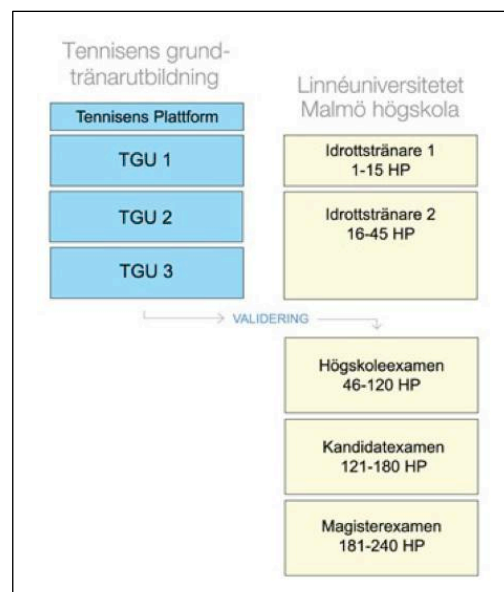 Tennisens grund-
tränarutbildning
Tennisens Plattform
TGU 1
TGU 2
TGU 3
Linnéuniversitetet
Malmö högskola
Idrottstränare 1
1-15 HP
Idrottstränare 2
16-45 HP
VALIDERING
Högskoleexamen
46-120 HP
Kandidatexamen
121-180 HP
Magisterexamen
181-240 HP